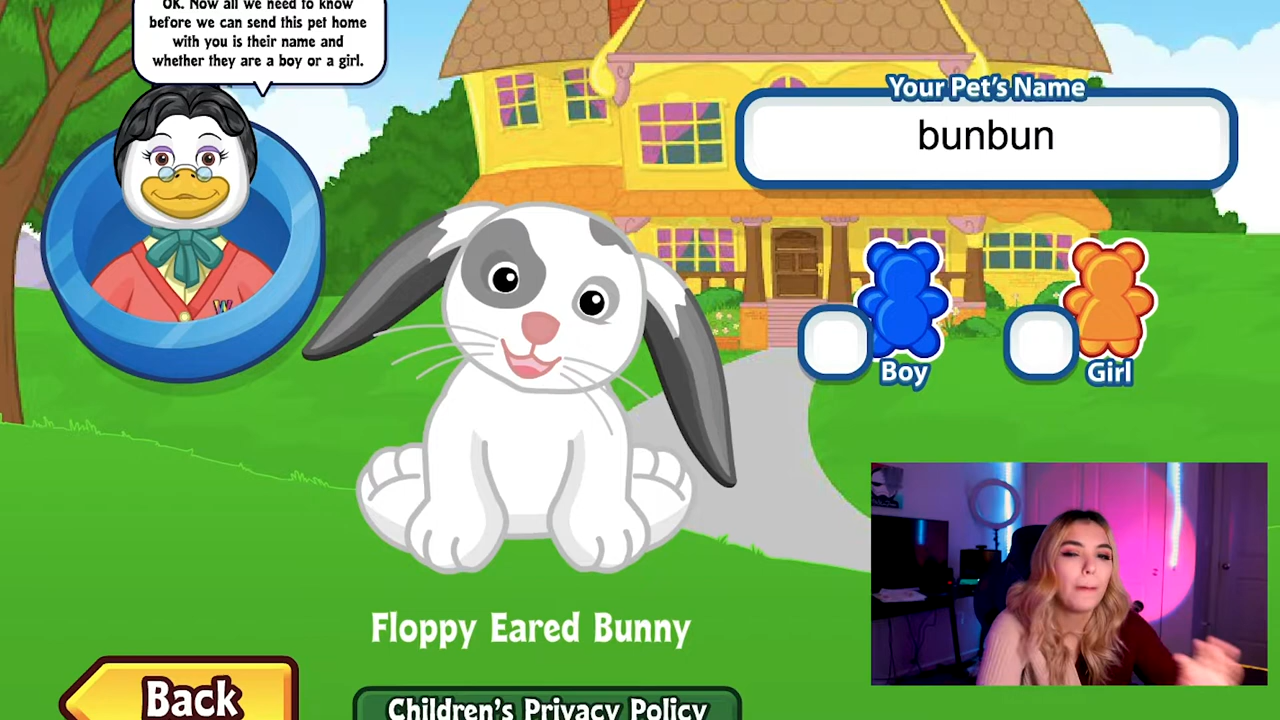 OK. Now all we need to know
before we can send this pet home
with you is their name and
whether they are a boy or a girl.
Your Pet's Name
bunbun
W
Boy
Girl
Floppy Eared Bunny
Back
Children's Privacy Policy